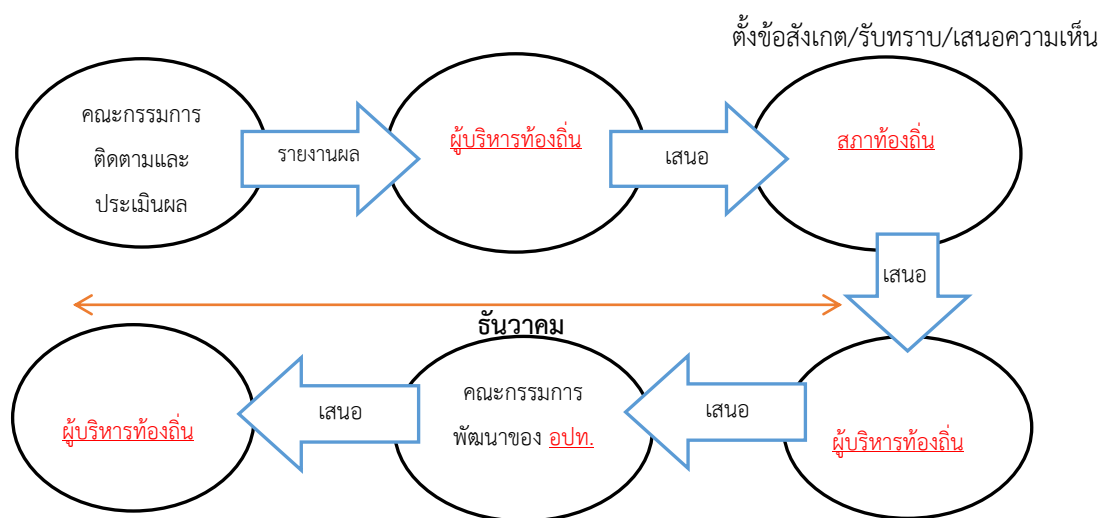 ตั้งข้อสังเกต/รับทราบ/เสนอความเห็น
คณะกรรมการ
ติดตามและ
ประเมินผล
รายงานผล
ผู้บริหารท้องถิ่น
เสนอ
สภาท้องถิ่น
เสนอ
ธันวาคม
ผู้บริหารท้องถิ่น
เสนอ
คณะกรรมการ
พัฒนาของ อปท.
เสนอ
ผู้บริหารท้องถิ่น